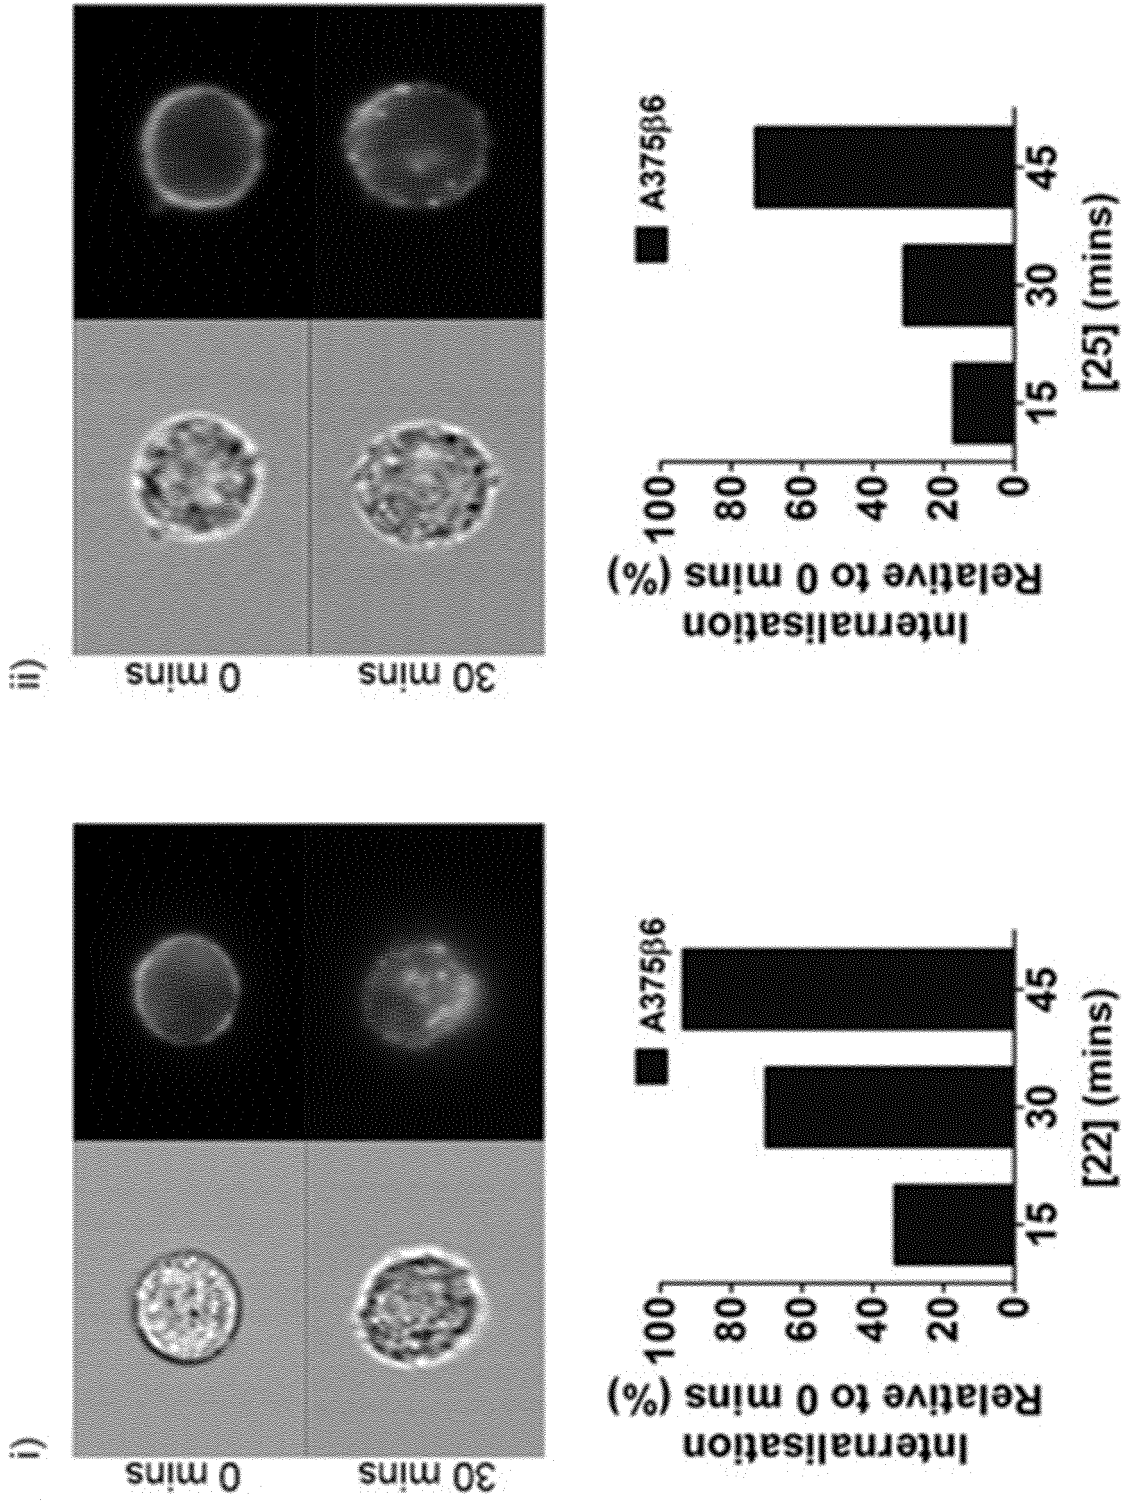 i)
0 mins
30 mins
Internalisation
Relative to 0 mins (%)
100
80
60
40
20
0
A375β6
15
30
45
[22] (mins)
ii)
0 mins
30 mins
Internalisation
Relative to 0 mins (%)
100
80
60
40
20
0
A375β6
15
30
45
[25] (mins)